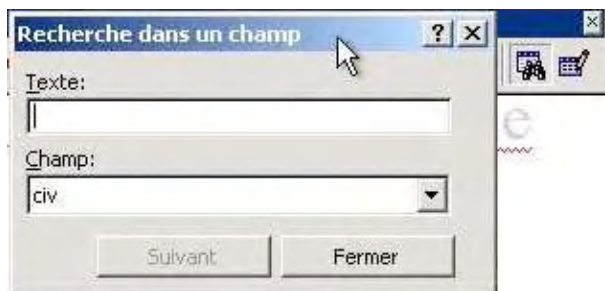 Recherche dans un champ
Texte:
Champ:
civ
Suivant
Fermer
e